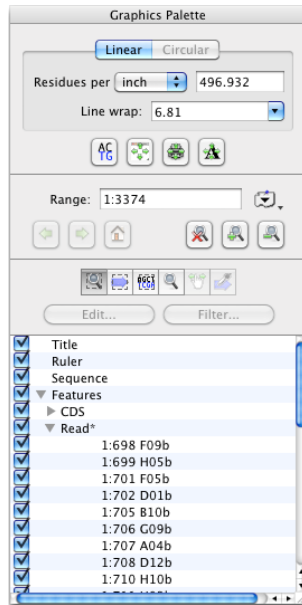 Graphics Palette
Linear Circular
Residues per inch 496.932
Line wrap: 6.81
AC
TG
A
Range: 1:3374
Edit... Filter...
Title
Ruler
Sequence
Features
CDS
Read*
1:698 F09b
1:699 H05b
1:701 F05b
1:702 D01b
1:705 B10b
1:706 G09b
1:707 A04b
1:708 D12b
1:710 H10b